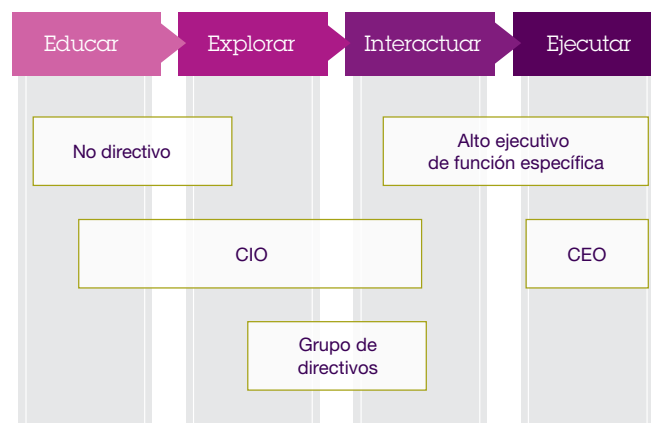 Educar
Explorar
Interactuar
Ejecutar
No directivo
Alto ejecutivo
de función específica
CIO
CEO
Grupo de
directivos